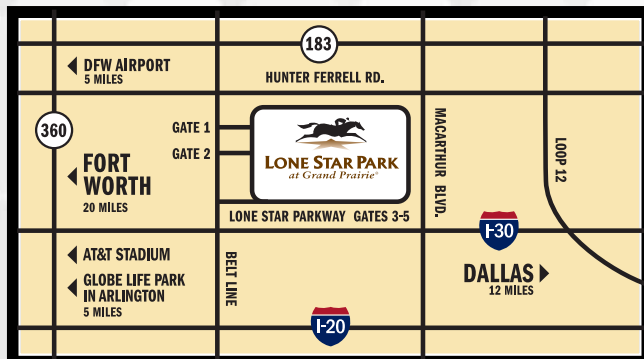 183
DFW AIRPORT
5 MILES
HUNTER FERRELL RD.
360
GATE 1
GATE 2
LONE STAR PARK
at Grand Prairie®
MACARTHUR BLVD.
LOOP 12
FORT
WORTH
20 MILES
LONE STAR PARKWAY GATES 3-5
I-30
AT&T STADIUM
GLOBE LIFE PARK
IN ARLINGTON
5 MILES
BELT LINE
DALLAS
12 MILES
I-20